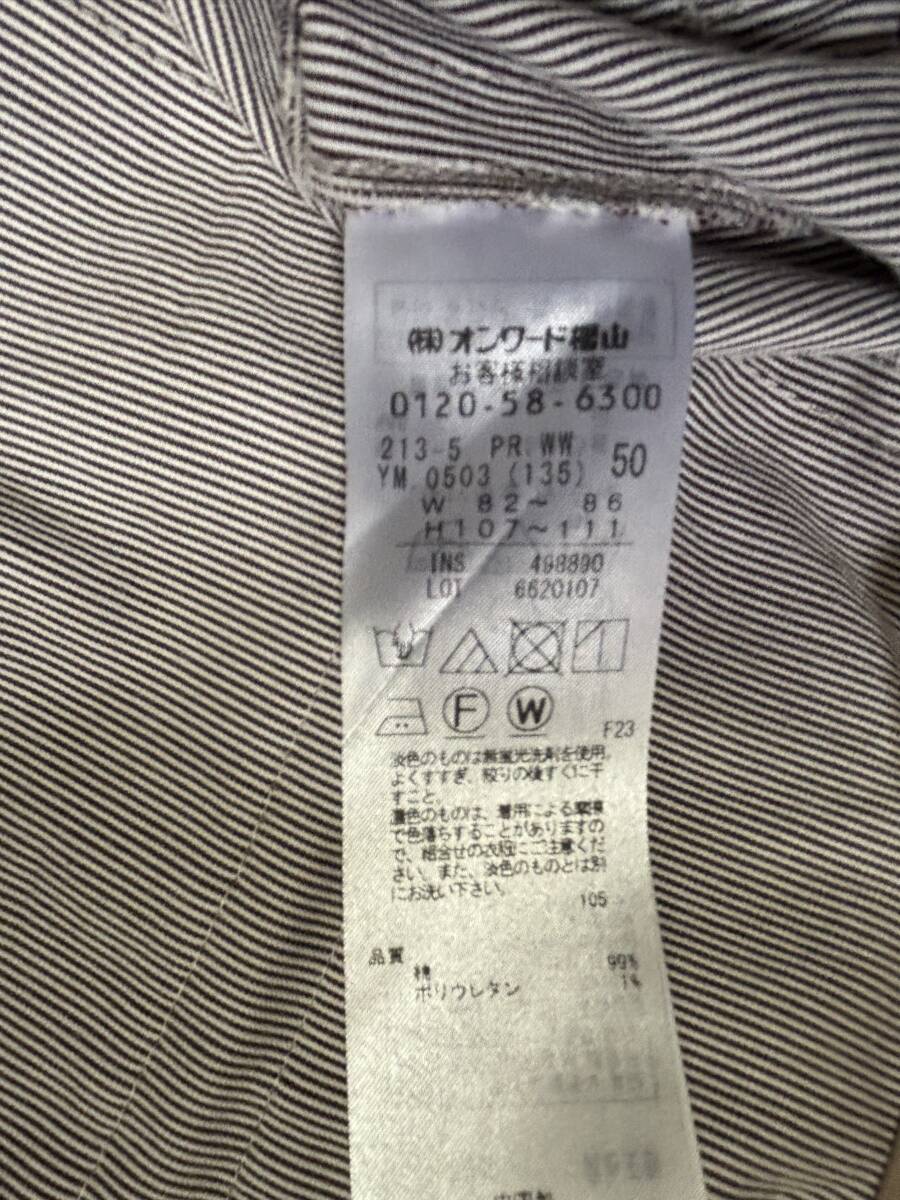 ㈱オンワード樫山
お客様相談室
0120-58-6300
213-5 PR WW
YM 0503 (135) 50
W 82〜 86
H107〜111
INS 498890
LOT 6620107
F W
F23
淡色のものは無蛍光洗剤を使用。
よくすすぎ、絞りの後すぐに干
すこと。
濃色のものは、着用による摩擦
で色落ちすることがありますの
で、組合せの衣類にご注意くだ
さい。また、淡色のものとは別
にお洗い下さい。
105
品質
綿 99%
ポリウレタン 1%